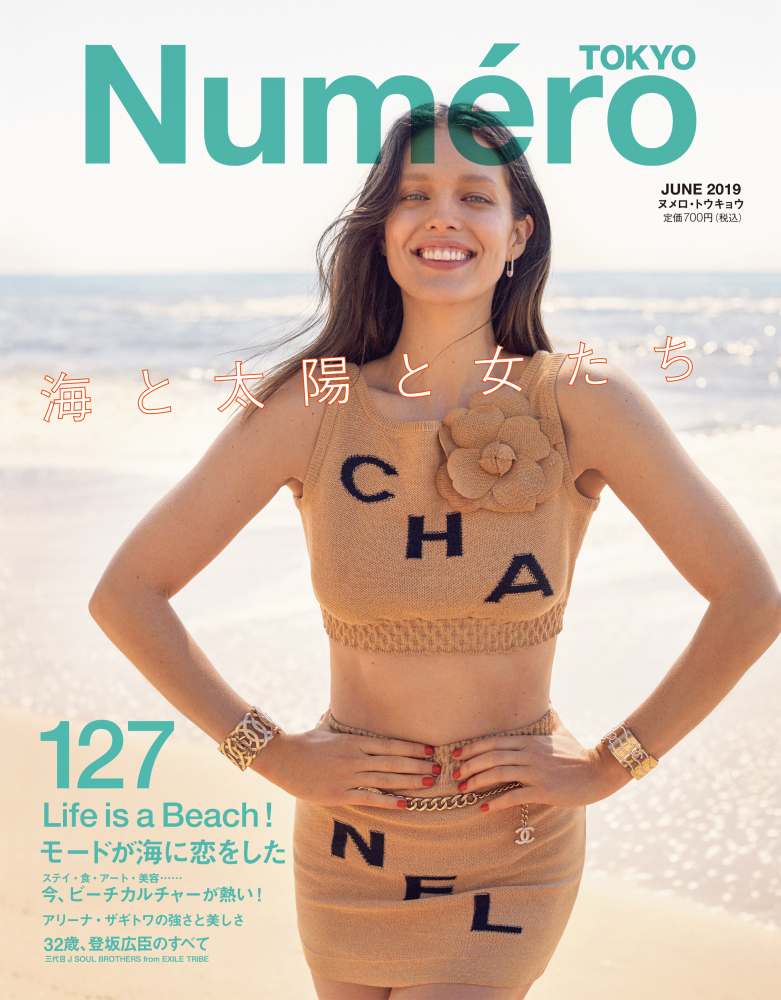 Numéro
TOKYO
JUNE 2019
ヌメロ・トウキョウ
定価700円(税込)
海と太陽と女たち
C
H
A
N
E
L
127
Life is a Beach!
モードが海に恋をした
ステイ・食・アート・美容……
今、ビーチカルチャーが熱い!
アリーナ・ザギトワの強さと美しさ
32歳、登坂広臣のすべて
三代目 J SOUL BROTHERS from EXILE TRIBE